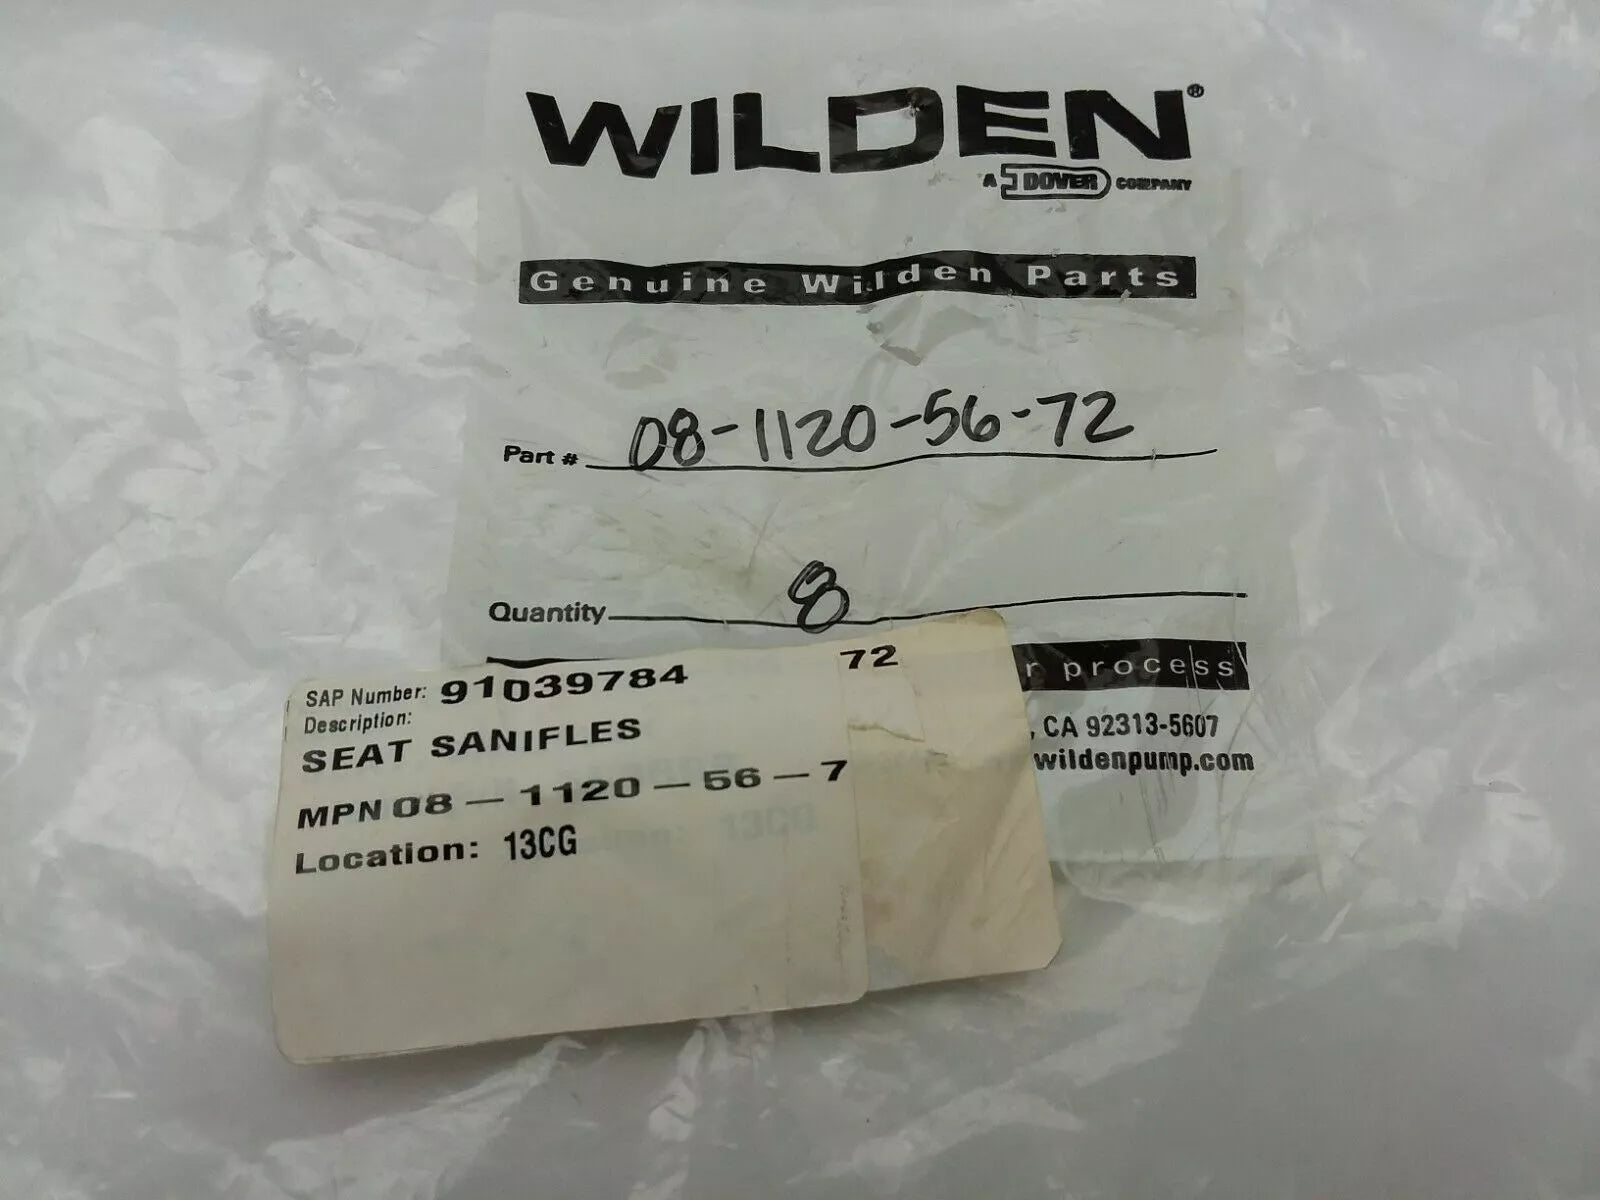 WILDEN®
A DOVER COMPANY
Genuine Wilden Parts
Part # 08-1120-56-72
Quantity 8
r process
, CA 92313-5607
wildenpump.com
72
SAP Number: 91039784
Description:
SEAT SANIFLES
MPN 08-1120-56-7
Location: 13CG